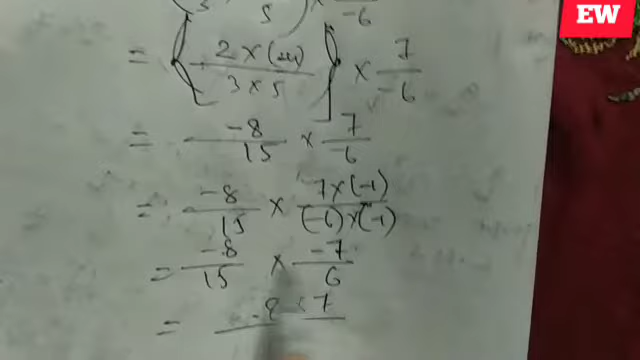 EW
5 -6
= 2 × (-4) / 3 × 5 × 7 / -6
= -8 / 15 × 7 / -6
= -8 / 15 × 7 × (-1) / (-6) × (-1)
= -8 / 15 × -7 / 6
= -8 × 7